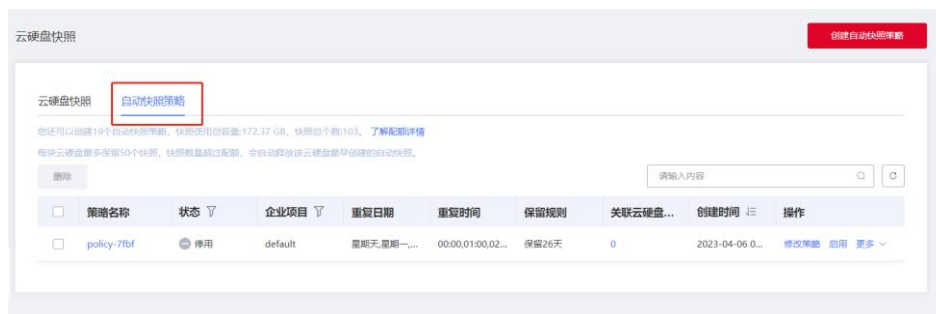 云硬盘快照
创建自动快照策略
云硬盘快照 自动快照策略
您还可以创建19个自动快照策略，快照使用总容量:172.37 GB，快照总个数:103。 了解配额详情
每块云硬盘最多保留50个快照，快照数量超过配额，会自动释放该云硬盘最早创建的自动快照。
删除 请输入内容
策略名称 状态 企业项目 重复日期 重复时间 保留规则 关联云硬盘... 创建时间 操作
policy-7fbf 停用 default 星期天,星期一,... 00:00,01:00,02... 保留26天 0 2023-04-06 0... 修改策略 启用 更多